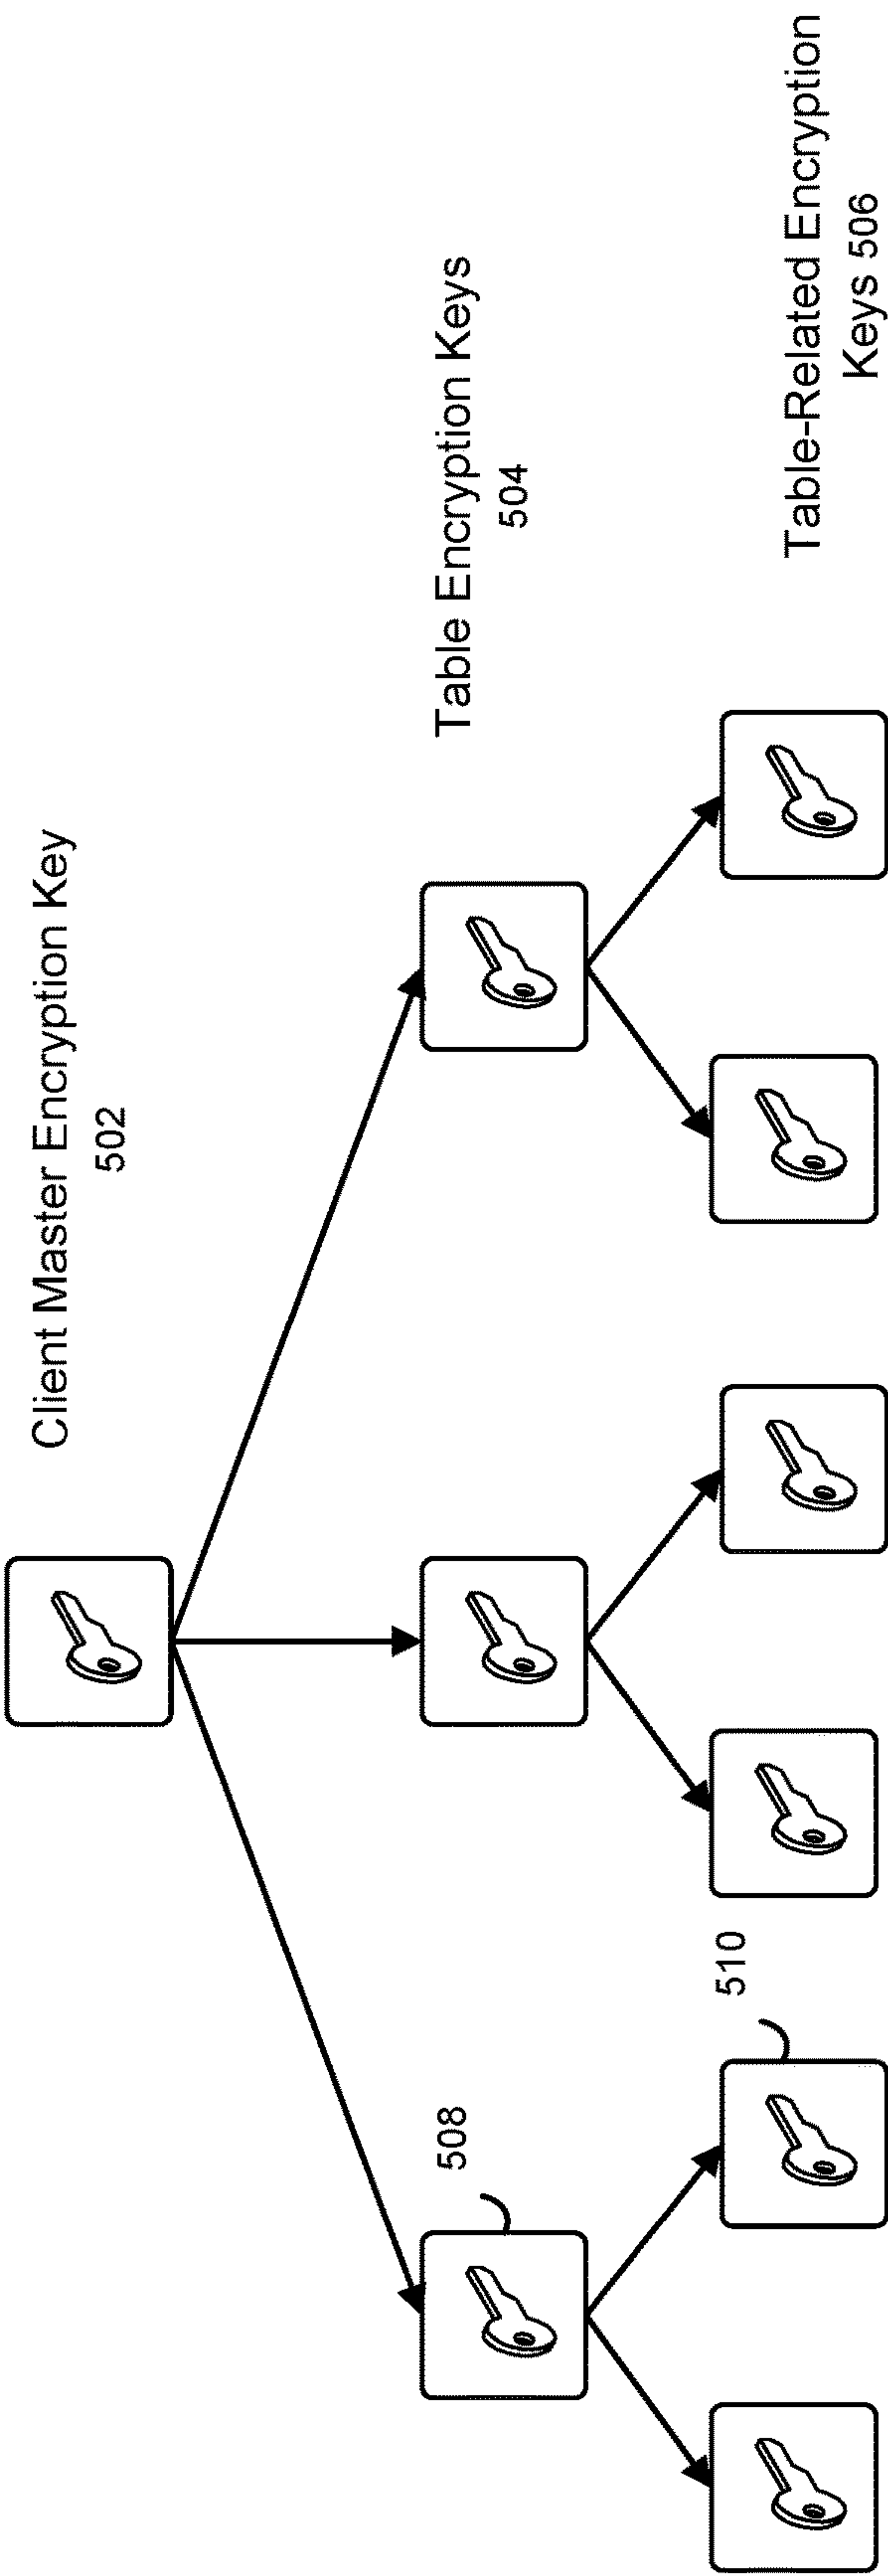 Client Master Encryption Key
502
Table Encryption Keys
504
508
510
Table-Related Encryption
Keys 506